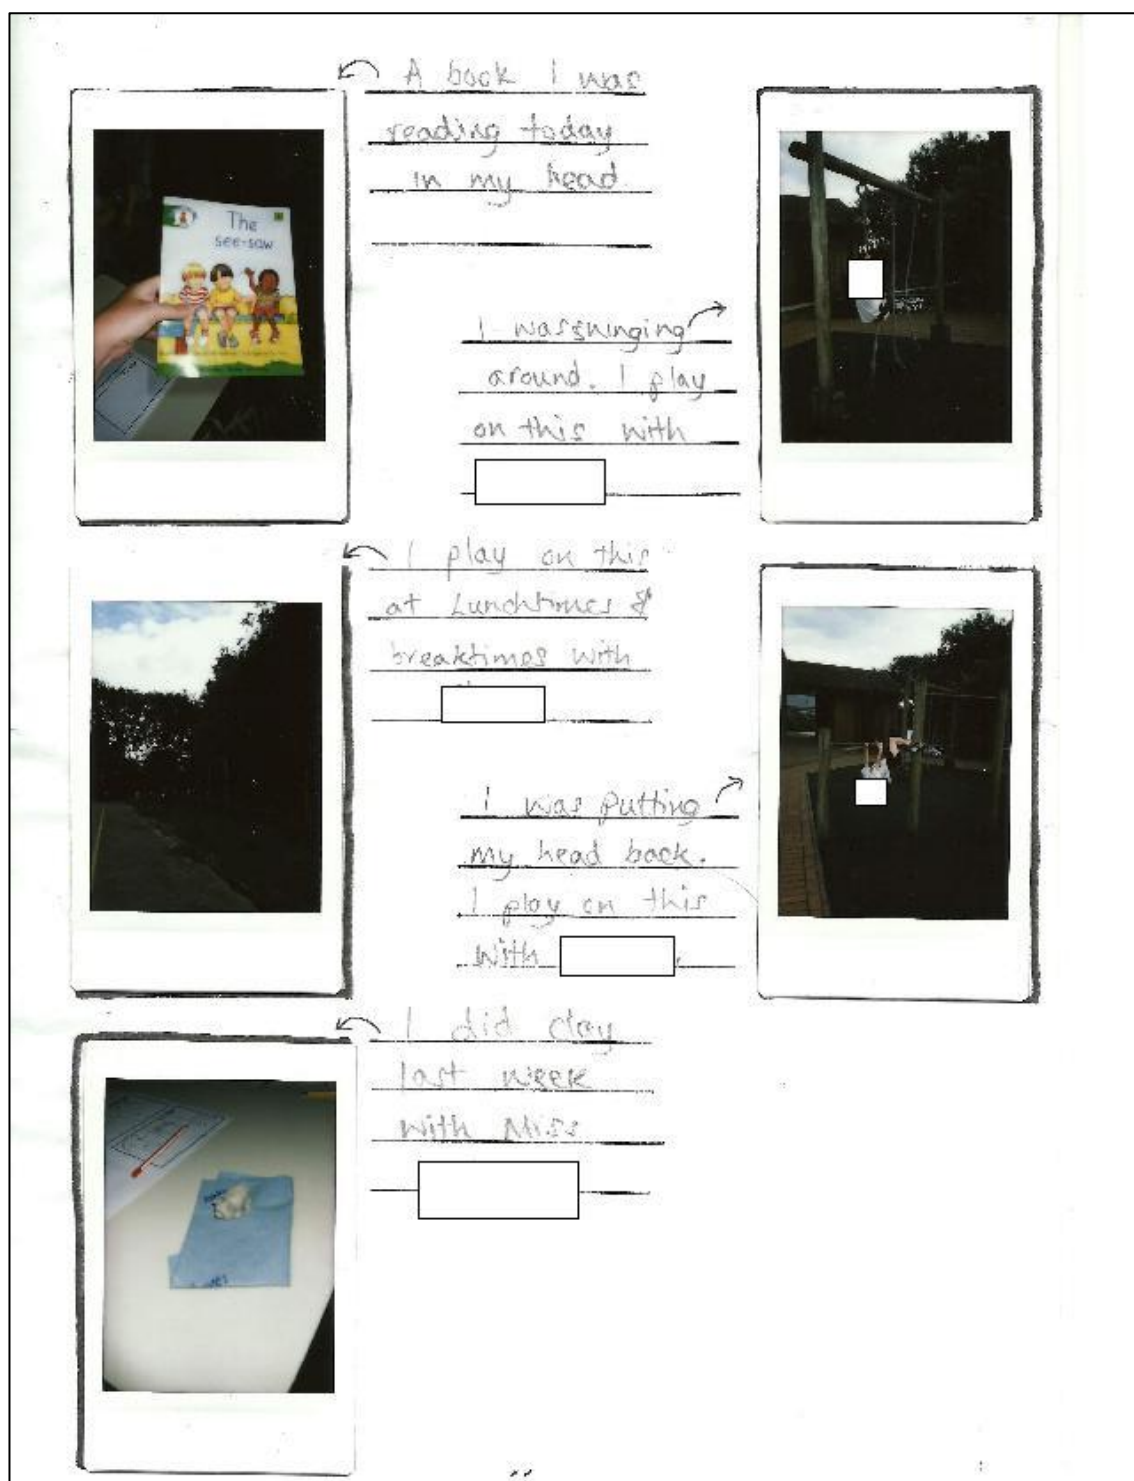 A book I was
reading today
in my head
The
see-saw
I was swinging
around. I play
on this with
I play on this
at Lunchtimes &
breaktimes with
I was putting
my head back.
I play on this
with
I did clay
last week
with Miss